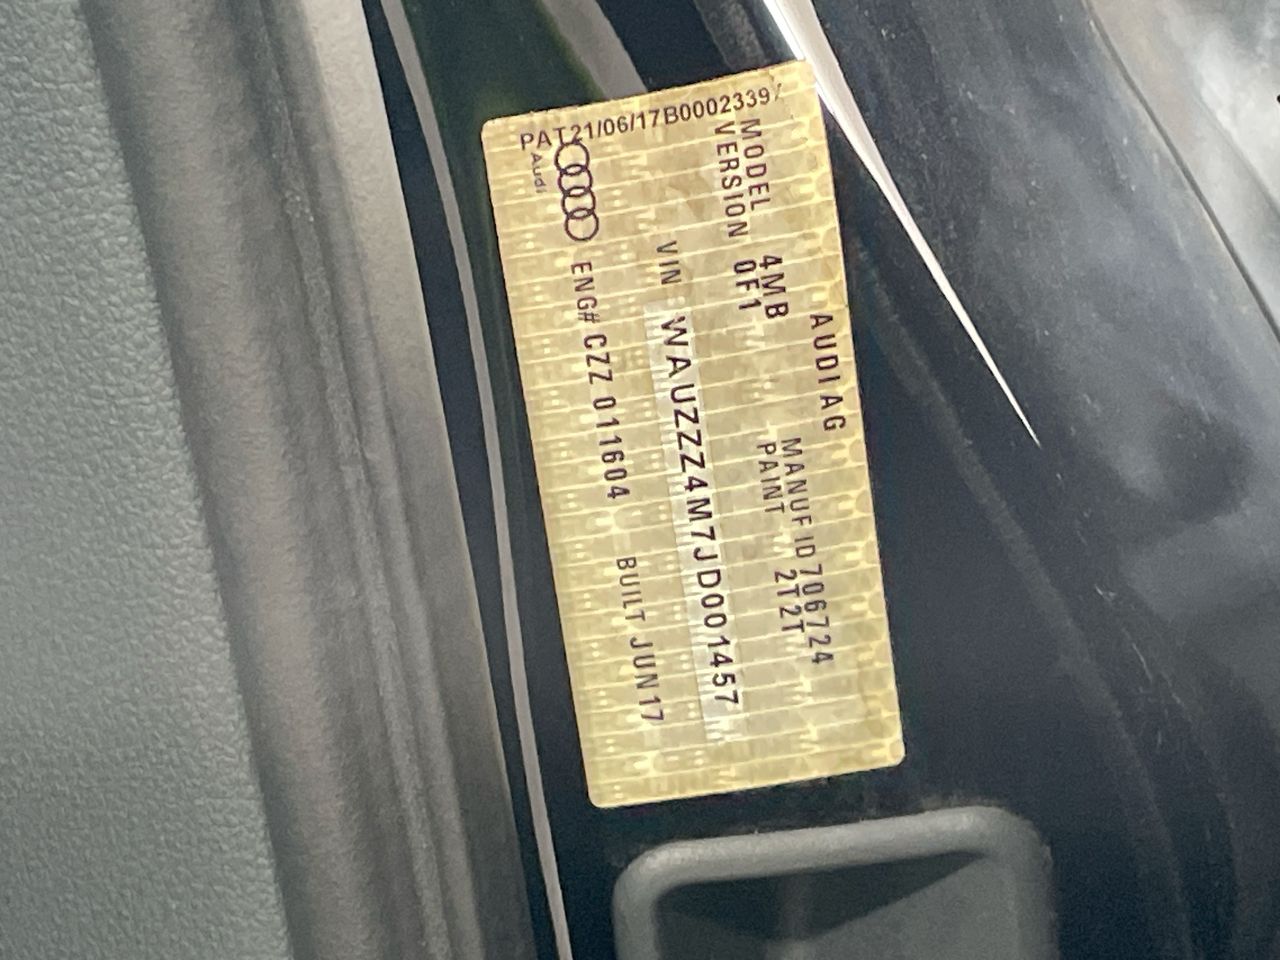 AUDI AG
MODEL 4MB MANUF ID 706724
VERSION 0F1 PAINT 2T2T
VIN WAUZZZ4M7JD001457
ENG# CZZ 011604 BUILT JUN17
Audi
PAT21/06/17B0002339